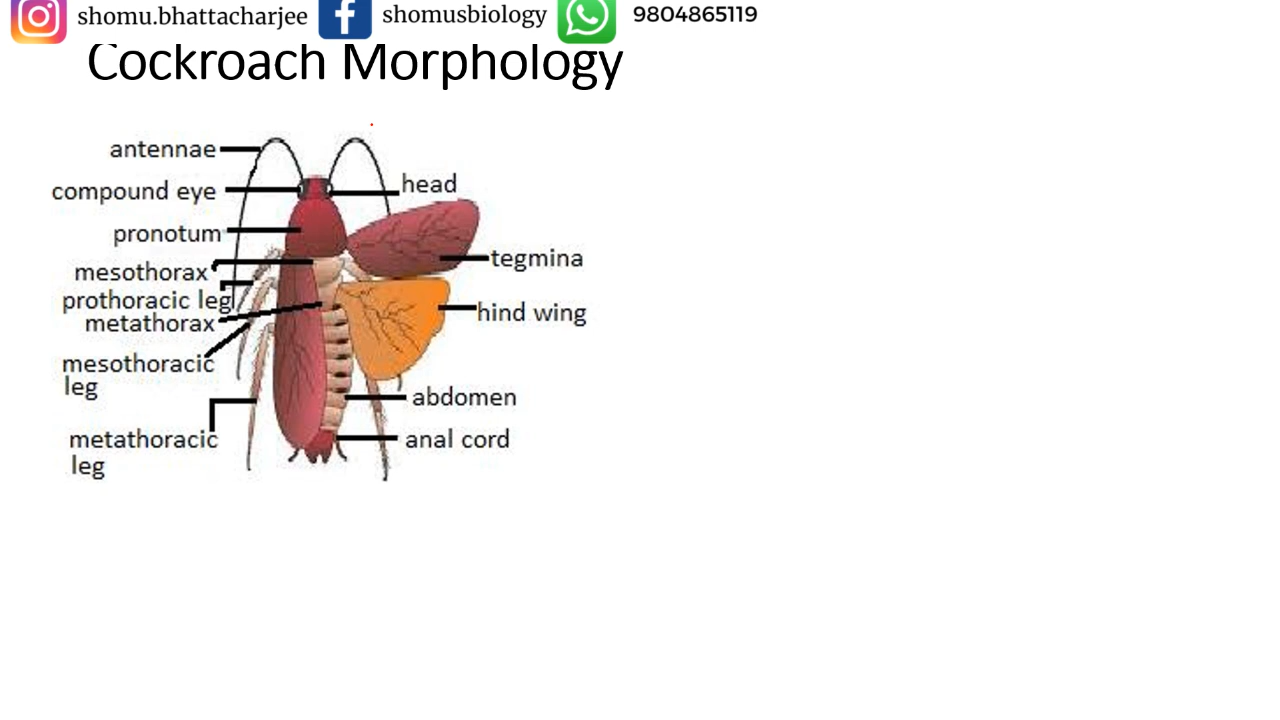 shomu.bhattacharjee shomusbiology 9804865119
Cockroach Morphology
antennae
compound eye
head
pronotum
tegmina
mesothorax
prothoracic leg
hind wing
metathorax
mesothoracic
leg
abdomen
metathoracic
leg
anal cord